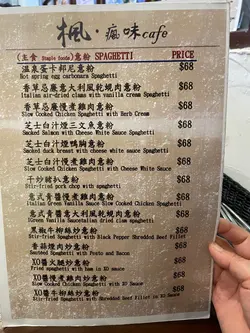 楓·瘋味cafe
(主食 Staple foods)意粉 SPAGHETTI PRICE
溫泉蛋卡邦尼意粉 $68
Hot spring egg carbonara Spaghetti
香草忌廉意大利風乾燒肉意粉 $68
Italian air-dried clams with vanilla cream Spaghetti
香草忌廉慢煮雞肉意粉 $68
Slow Cooked Chicken Spaghetti with Herb Cream
芝士白汁煙三文魚意粉 $68
Smoked Salmon with Cheese White Sauce Spaghetti
芝士白汁煙鴨胸意粉 $68
Smoked duck breast with cheese white sauce Spaghetti
芝士白汁慢煮雞肉意粉 $68
Slow Cooked Chicken Spaghetti with Cheese White Sauce
干炒豬扒意粉 $68
Stir-fried pork chop with spaghetti
意式青醬慢煮雞肉意粉 $68
Italian Green Vanilla Sauce Slow Cooked Chicken Spaghetti
意式青醬意大利風乾燒肉意粉 $68
Green Vanilla Sauce Italian dried clam spaghetti
黑椒牛柳絲炒意粉 $68
Stir-fried Spaghetti with Black Pepper Shredded Beef Fillet
香蒜煙肉炒意粉 $68
Sauteed Spaghetti with Pesto and Bacon
XO醬火腿炒意粉 $68
Fried spaghetti with ham in XO sauce
XO醬慢煮雞肉炒意粉 $68
Slow Cooked Chicken Spaghetti with XO Sauce
XO醬牛柳絲炒意粉 $68
Stir-fried Spaghetti with Shredded Beef Fillet in XO Sauce